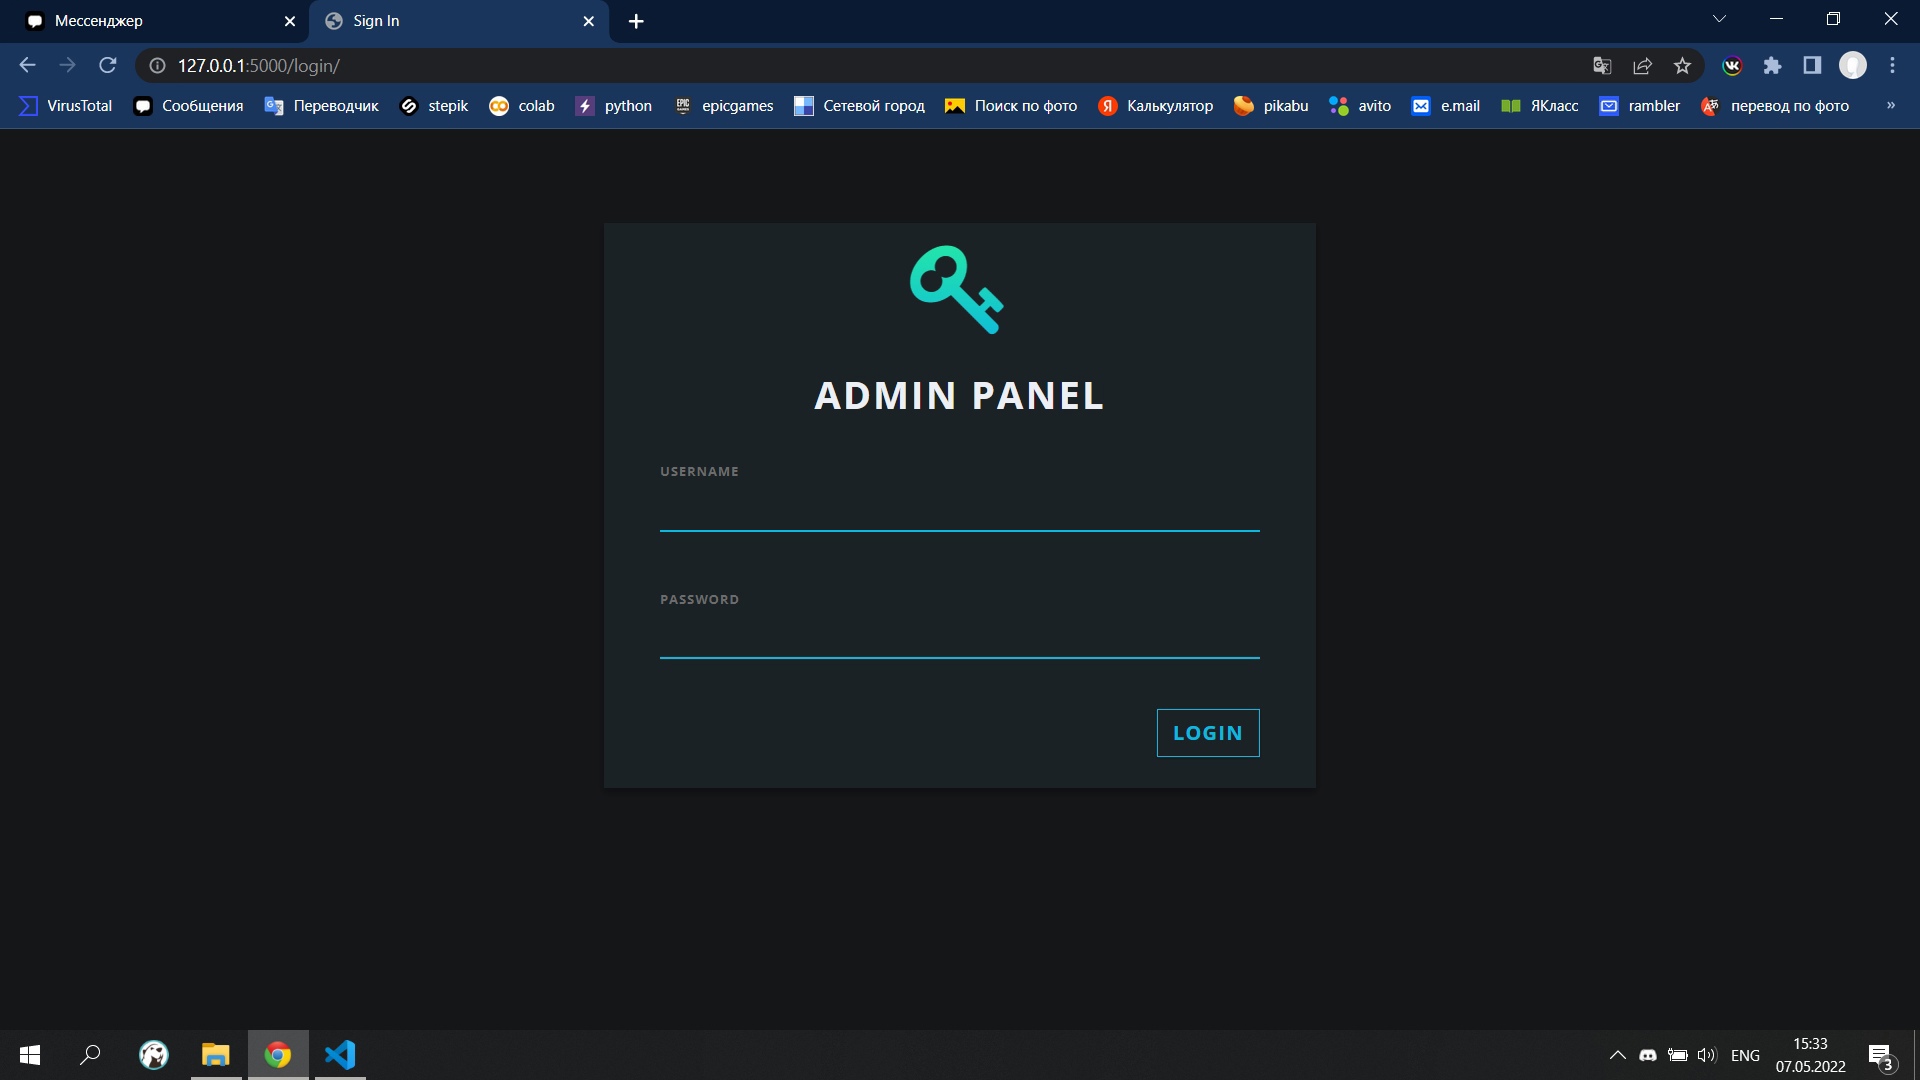 Мессенджер
Sign In
127.0.0.1:5000/login/
VirusTotal
Сообщения
Переводчик
stepik
colab
python
epicgames
Сетевой город
Поиск по фото
Калькулятор
pikabu
avito
e.mail
ЯКласс
rambler
перевод по фото
»
ADMIN PANEL
USERNAME
PASSWORD
LOGIN
ENG
15:33
07.05.2022
3